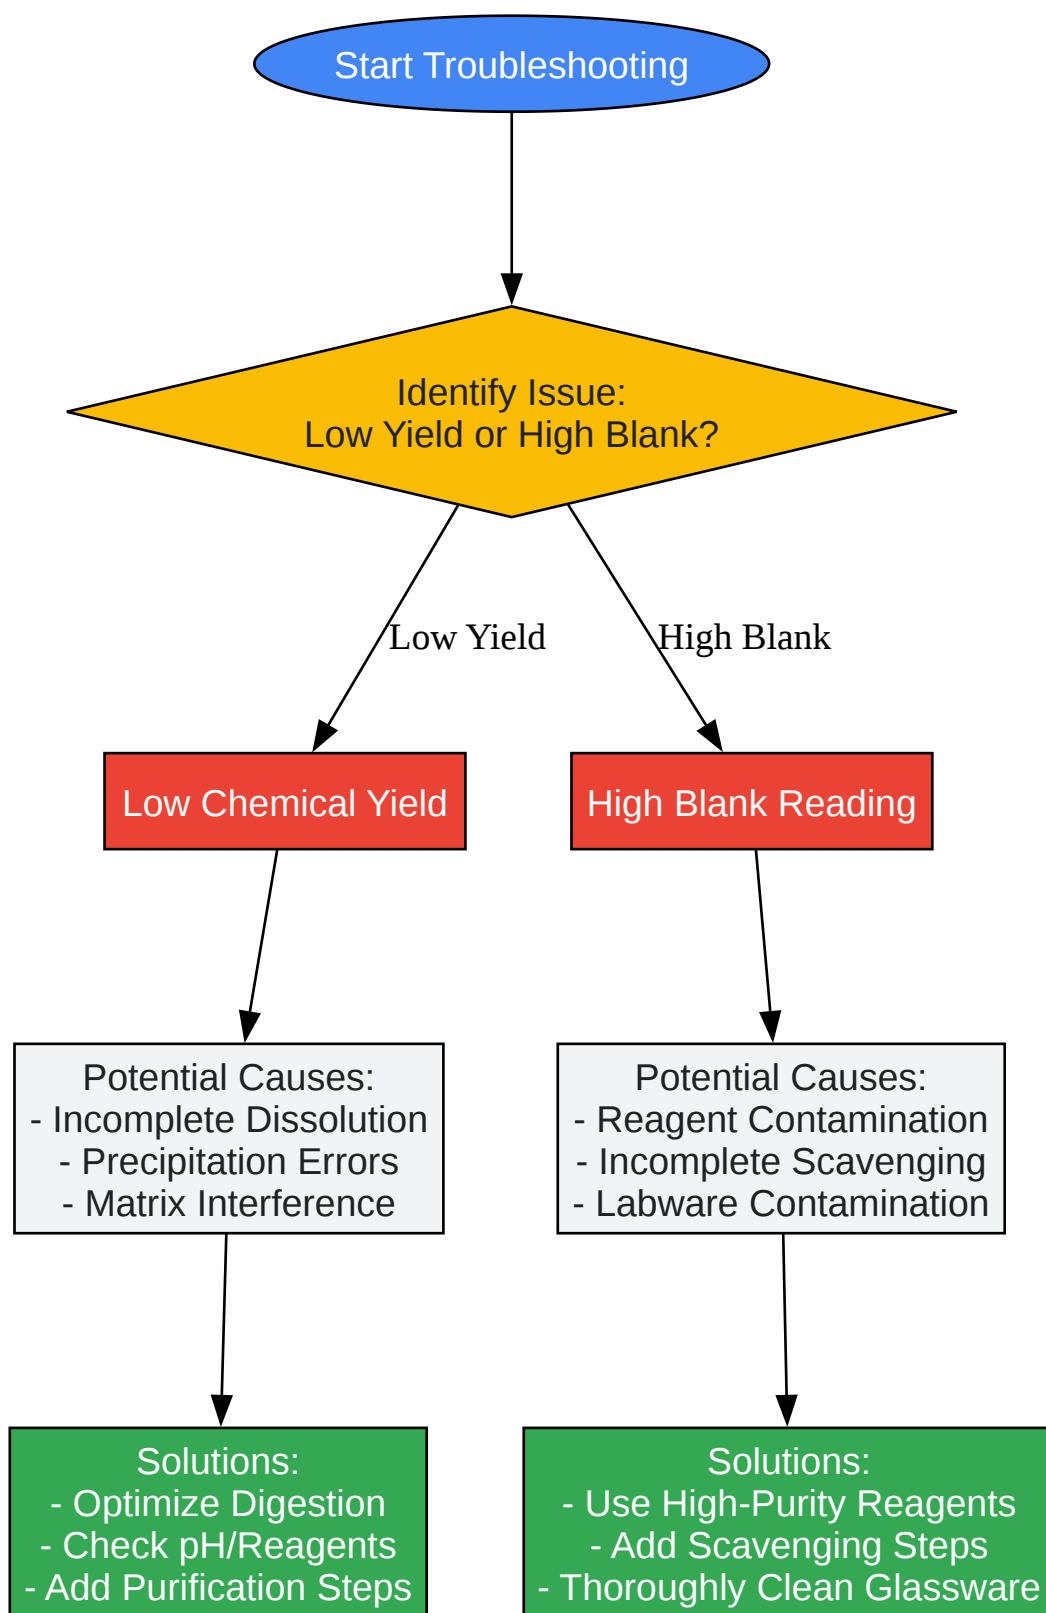 Start Troubleshooting
Identify Issue:
Low Yield or High Blank?
Low Yield
High Blank
Low Chemical Yield
High Blank Reading
Potential Causes:
- Incomplete Dissolution
- Precipitation Errors
- Matrix Interference
Potential Causes:
- Reagent Contamination
- Incomplete Scavenging
- Labware Contamination
Solutions:
- Optimize Digestion
- Check pH/Reagents
- Add Purification Steps
Solutions:
- Use High-Purity Reagents
- Add Scavenging Steps
- Thoroughly Clean Glassware